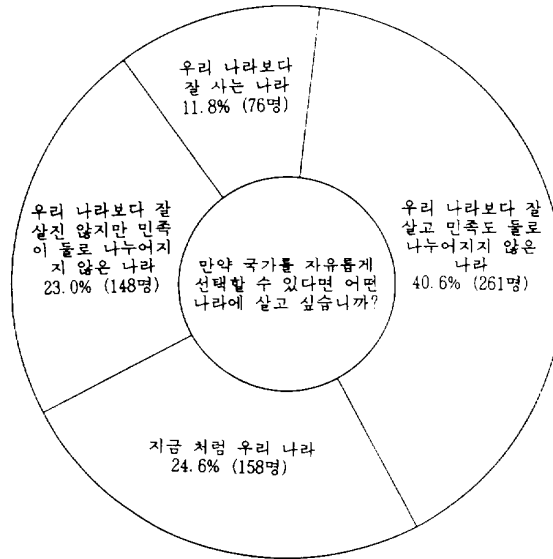 우리 나라보다
잘 사는 나라
11.8% (76명)
우리 나라보다 잘
살진 않지만 민족
이 둘로 나누어지
지 않은 나라
23.0% (148명)
만약 국가를 자유롭게
선택할 수 있다면 어떤
나라에 살고 싶습니까?
우리 나라보다 잘
살고 민족도 둘로
나누어지지 않은
나라
40.6% (261명)
지금 처럼 우리 나라
24.6% (158명)